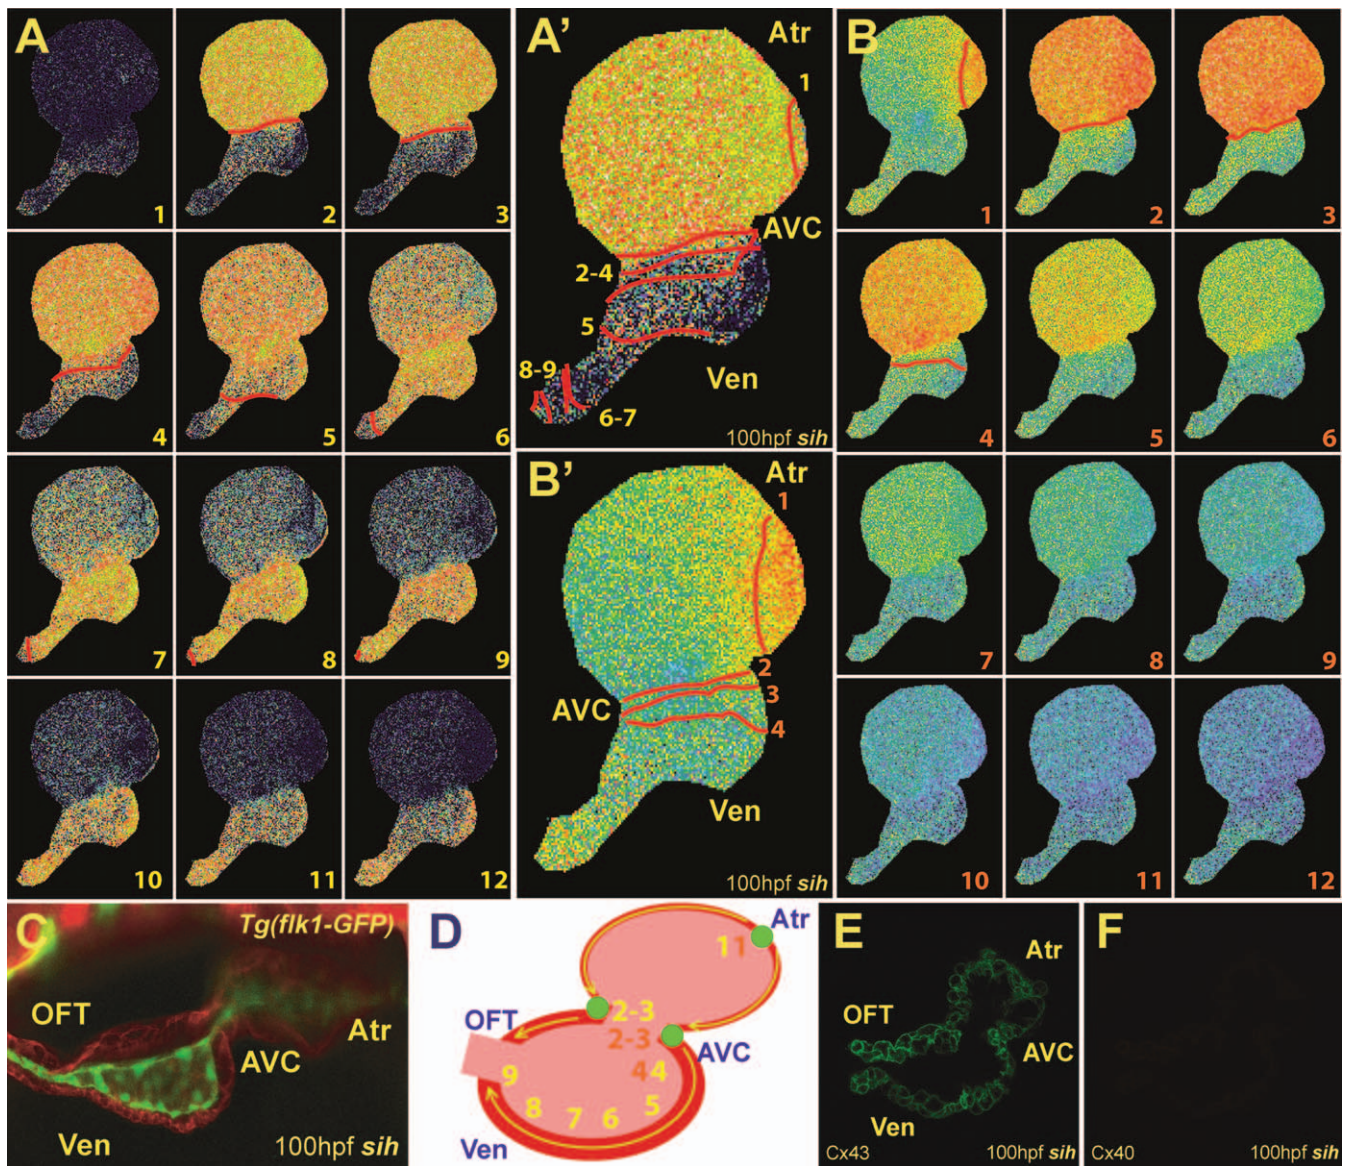 A
1
2
3
4
5
6
7
8
9
10
11
12
A’
Atr
1
AVC
2-4
5
Ven
8-9
6-7
100hpf sih
B’
Atr
1
2
3
AVC
4
Ven
100hpf sih
B
1
2
3
4
5
6
7
8
9
10
11
12
C
Tg(flk1-GFP)
OFT
Atr
AVC
Ven
100hpf sih
D
Atr
1 1
2-3
OFT
2-3
AVC
4 4
9
8
7
6
5
Ven
E
Atr
OFT
AVC
Ven
Cx43
100hpf sih
F
Cx40
100hpf sih